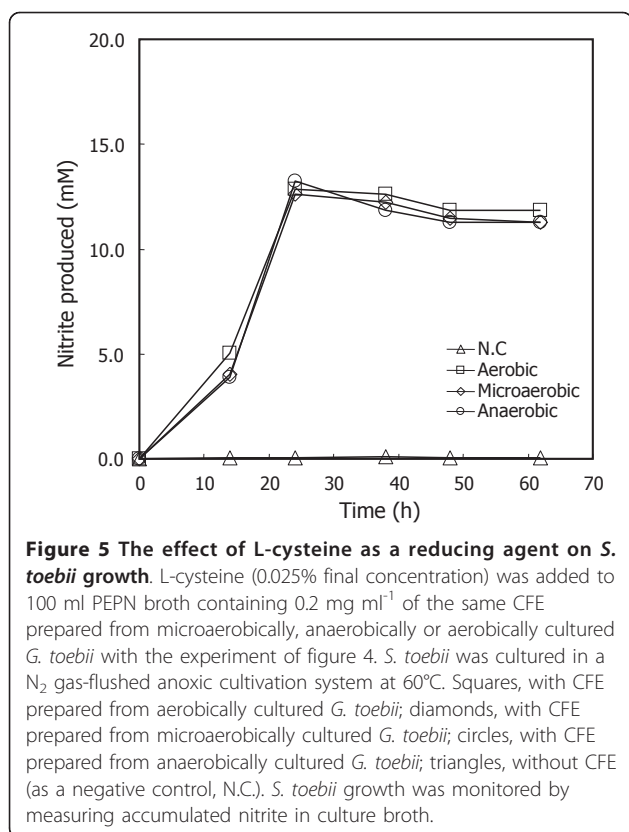 20.0
15.0
10.0
5.0
0.0
Nitrite produced (mM)
N.C
Aerobic
Microaerobic
Anaerobic
0 10 20 30 40 50 60 70
Time (h)
Figure 5 The effect of L-cysteine as a reducing agent on S.
toebii growth. L-cysteine (0.025% final concentration) was added to
100 ml PEPN broth containing 0.2 mg ml-1 of the same CFE
prepared from microaerobically, anaerobically or aerobically cultured
G. toebii with the experiment of figure 4. S. toebii was cultured in a
N2 gas-flushed anoxic cultivation system at 60°C. Squares, with CFE
prepared from aerobically cultured G. toebii; diamonds, with CFE
prepared from microaerobically cultured G. toebii; circles, with CFE
prepared from anaerobically cultured G. toebii; triangles, without CFE
(as a negative control, N.C.). S. toebii growth was monitored by
measuring accumulated nitrite in culture broth.